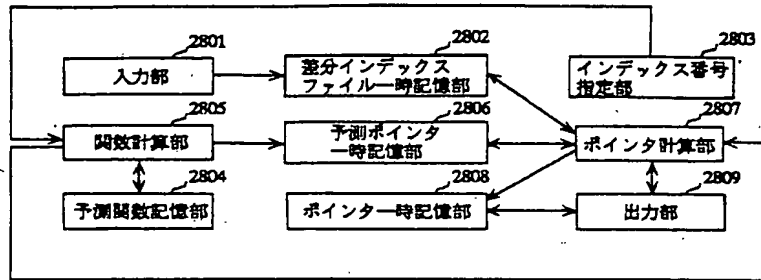 2801
入力部
2802
差分インデックス
ファイル一時記憶部
2803
インデックス番号
指定部
2805
関数計算部
2806
予測ポインタ
一時記憶部
2807
ポインタ計算部
2804
予測関数記憶部
2808
ポインタ一時記憶部
2809
出力部